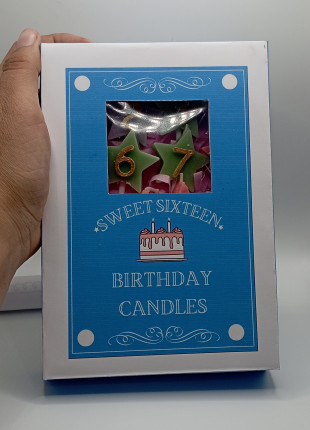 6 7
SWEET SIXTEEN
BIRTHDAY
CANDLES